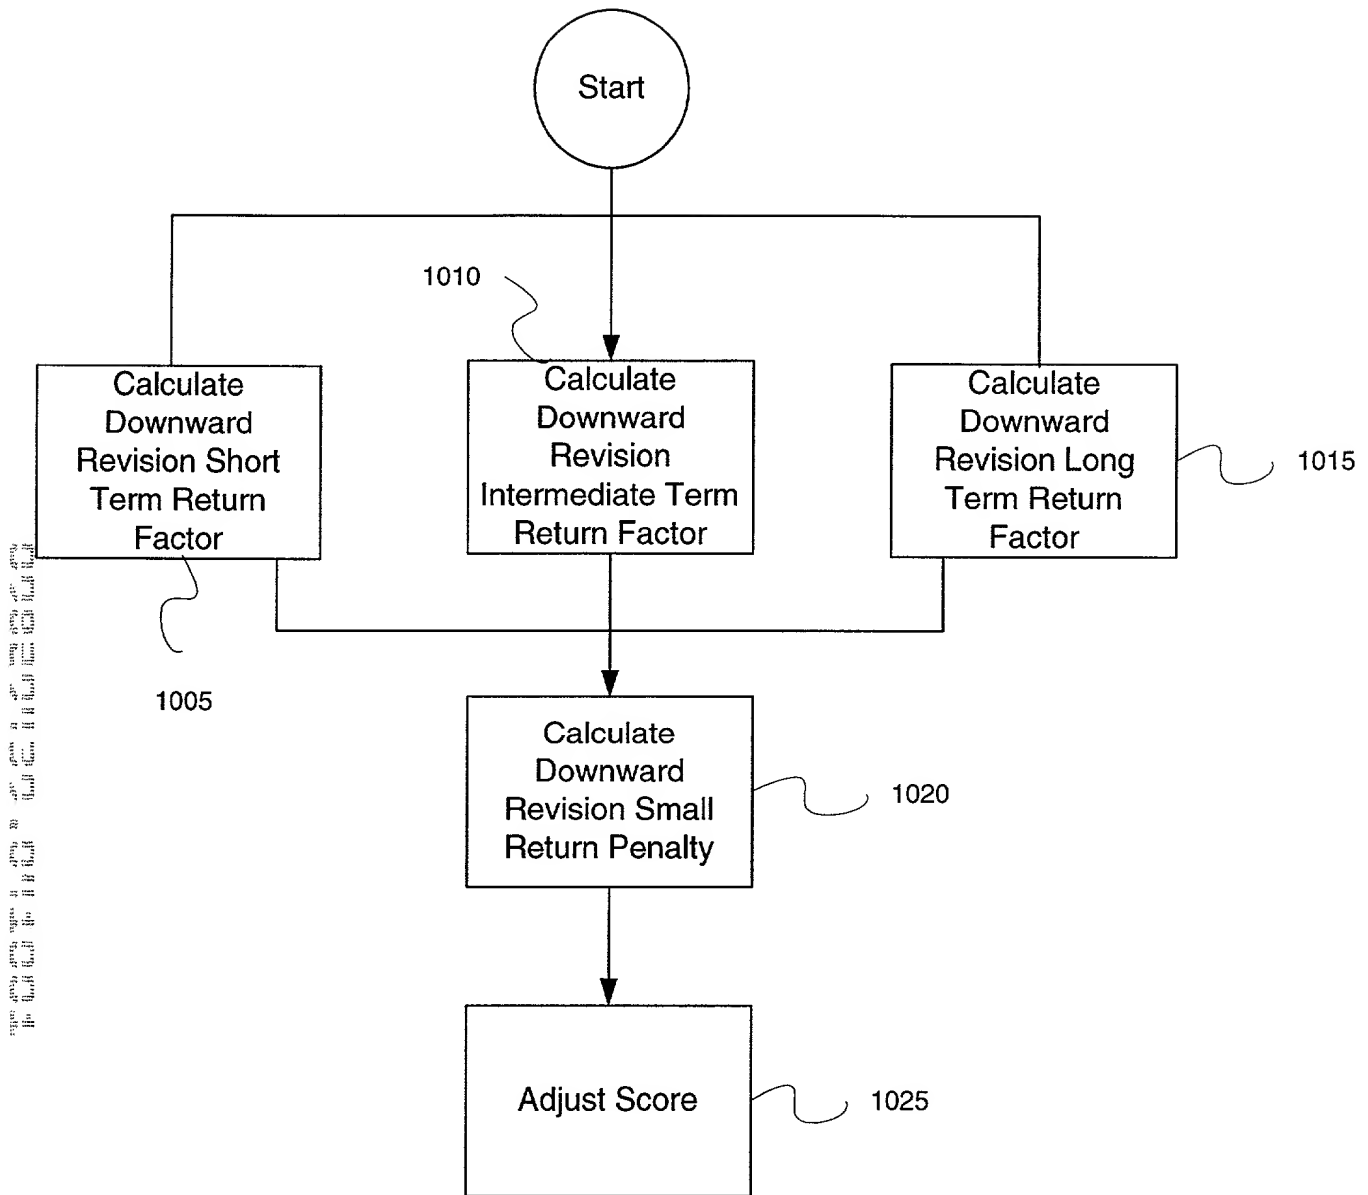 Start
1010
Calculate
Downward
Revision Short
Term Return
Factor
Calculate
Downward
Revision
Intermediate Term
Return Factor
Calculate
Downward
Revision Long
Term Return
Factor
1015
1005
Calculate
Downward
Revision Small
Return Penalty
1020
Adjust Score
1025